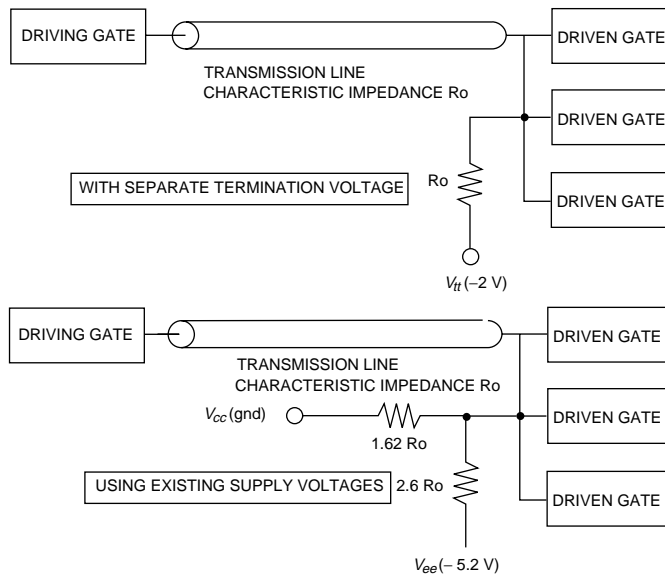 DRIVING GATE
DRIVEN GATE
TRANSMISSION LINE
CHARACTERISTIC IMPEDANCE Ro
DRIVEN GATE
WITH SEPARATE TERMINATION VOLTAGE
Ro
DRIVEN GATE
Vtt (−2 V)
DRIVING GATE
DRIVEN GATE
TRANSMISSION LINE
CHARACTERISTIC IMPEDANCE Ro
Vcc (gnd)
DRIVEN GATE
1.62 Ro
USING EXISTING SUPPLY VOLTAGES
2.6 Ro
DRIVEN GATE
Vee (− 5.2 V)